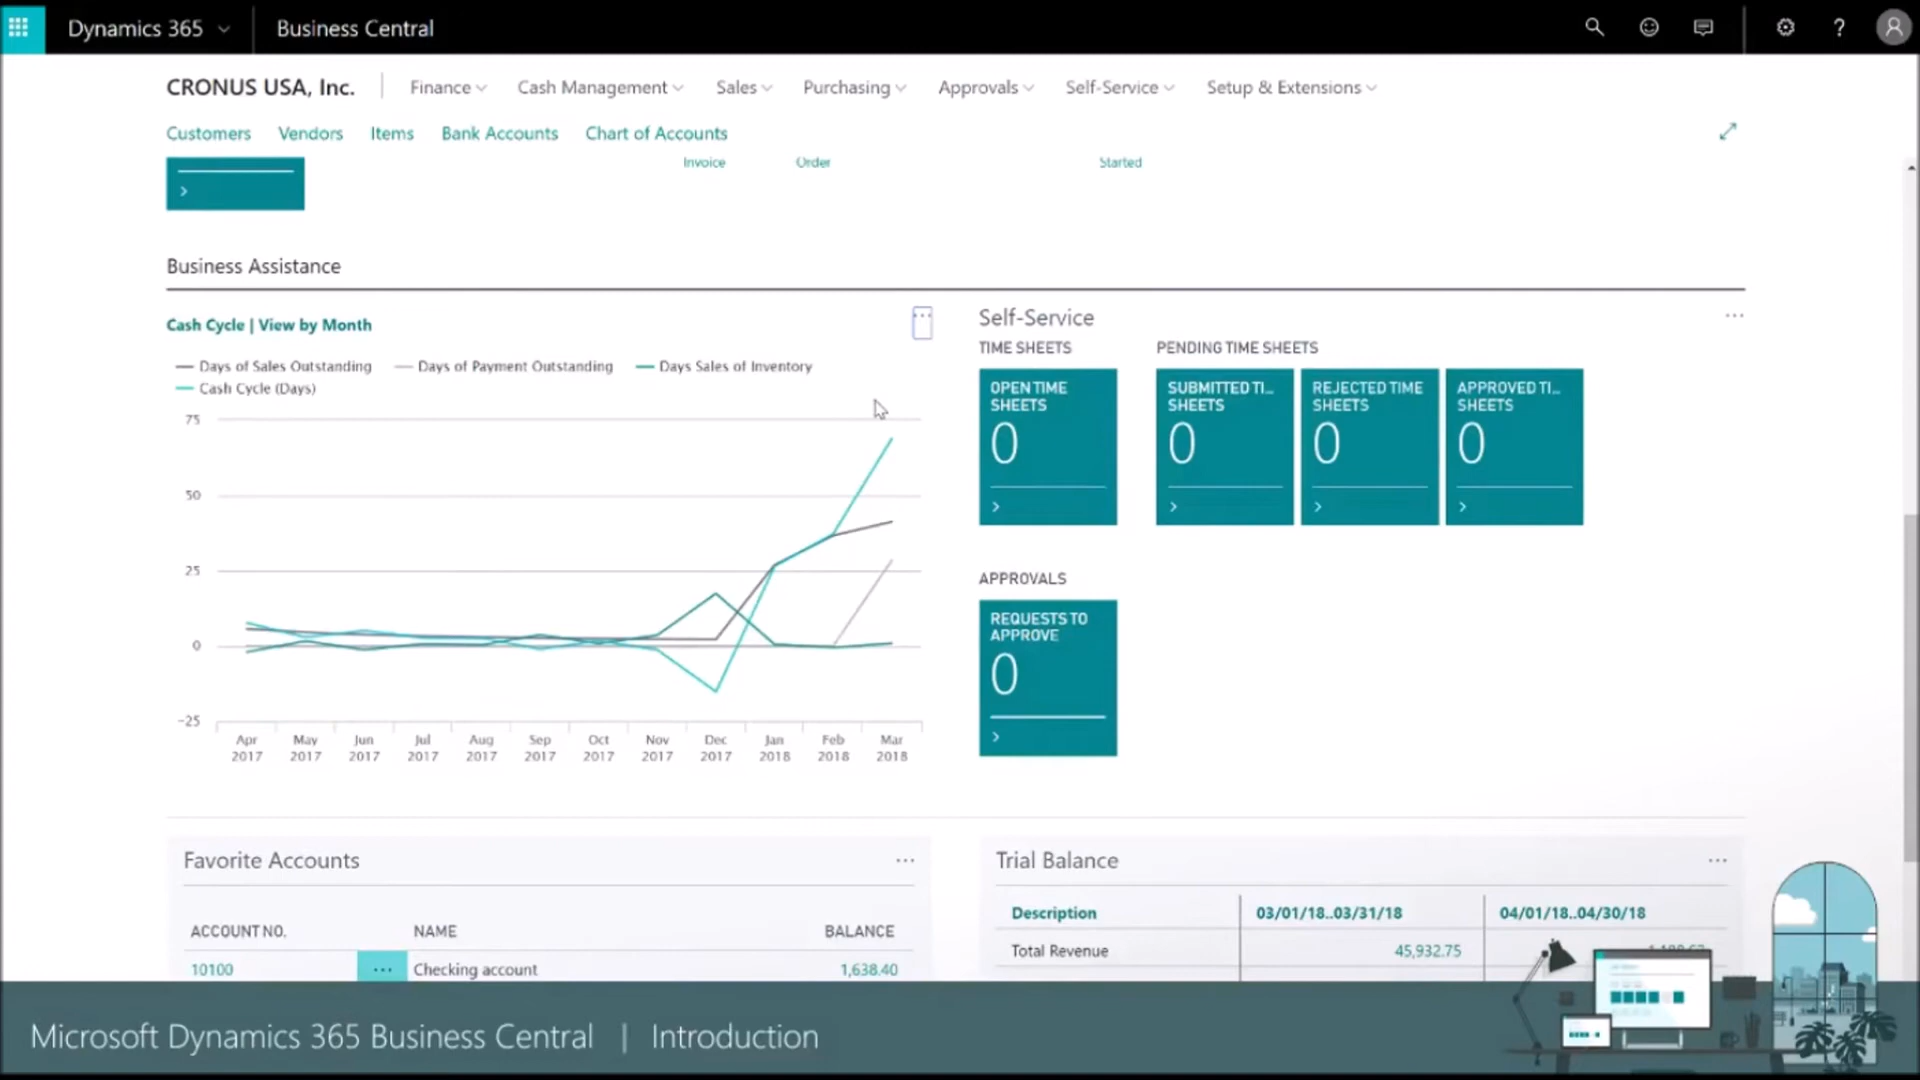 Dynamics 365 Business Central
CRONUS USA, Inc. Finance Cash Management Sales Purchasing Approvals Self-Service Setup & Extensions
Customers Vendors Items Bank Accounts Chart of Accounts
Invoice Order Started
Business Assistance
Cash Cycle | View by Month
Days of Sales Outstanding Days of Payment Outstanding Days Sales of Inventory
Cash Cycle (Days)
75
50
25
0
-25
Apr May Jun Jul Aug Sep Oct Nov Dec Jan Feb Mar
2017 2017 2017 2017 2017 2017 2017 2017 2017 2018 2018 2018
Self-Service
TIME SHEETS PENDING TIME SHEETS
OPEN TIME
SHEETS
0
SUBMITTED TI...
SHEETS
0
REJECTED TIME
SHEETS
0
APPROVED TI...
SHEETS
0
APPROVALS
REQUESTS TO
APPROVE
0
Favorite Accounts
ACCOUNT NO. NAME BALANCE
10100 Checking account 1,638.40
Trial Balance
Description 03/01/18..03/31/18 04/01/18..04/30/18
Total Revenue 45,932.75
Microsoft Dynamics 365 Business Central | Introduction